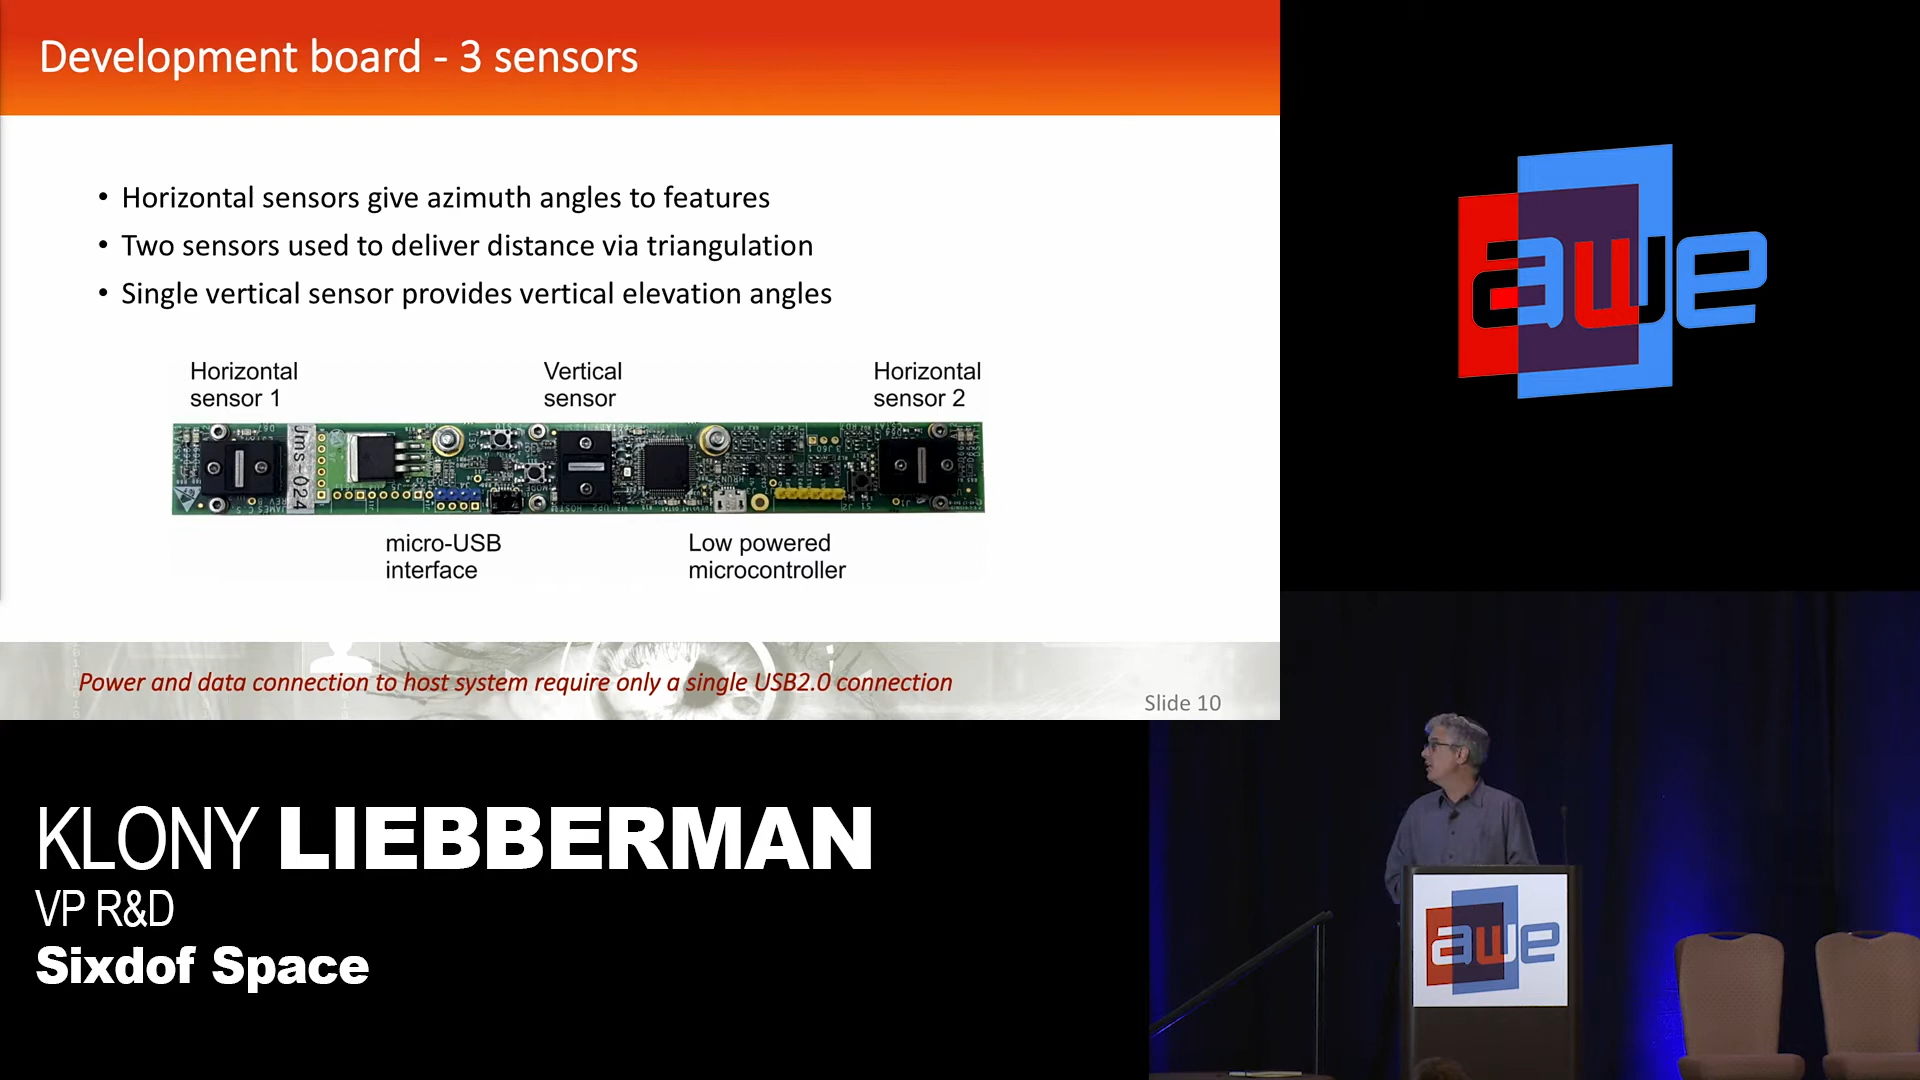 Development board - 3 sensors
• Horizontal sensors give azimuth angles to features
• Two sensors used to deliver distance via triangulation
• Single vertical sensor provides vertical elevation angles
Horizontal
sensor 1
Vertical
sensor
Horizontal
sensor 2
Jms-024
micro-USB
interface
Low powered
microcontroller
Power and data connection to host system require only a single USB2.0 connection
Slide 10
awe
KLONY LIEBBERMAN
VP R&D
Sixdof Space
awe